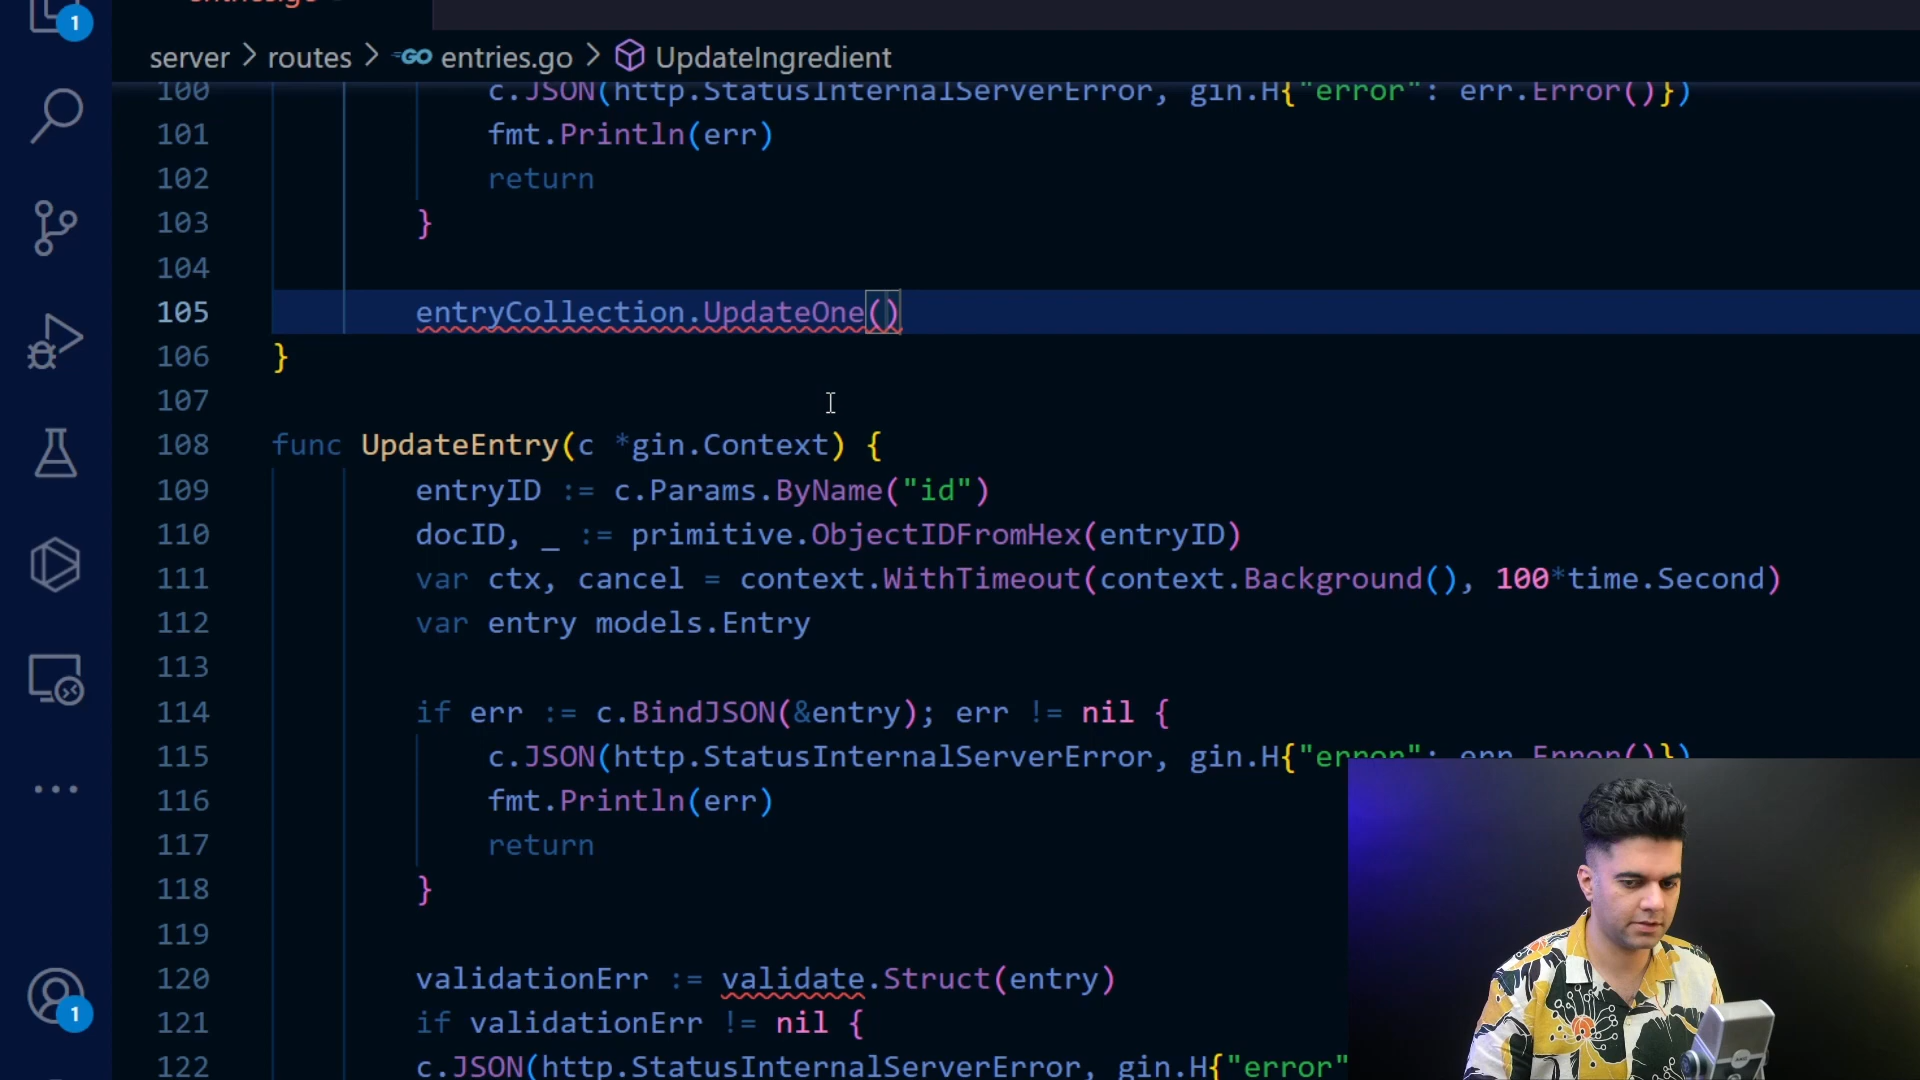 1
server > routes > GO entries.go > UpdateIngredient
100 c.JSON(http.StatusInternalServerError, gin.H{"error": err.Error()})
101 fmt.Println(err)
102 return
103 }
104
105 entryCollection.UpdateOne()
106 }
107
108 func UpdateEntry(c *gin.Context) {
109 entryID := c.Params.ByName("id")
110 docID, _ := primitive.ObjectIDFromHex(entryID)
111 var ctx, cancel = context.WithTimeout(context.Background(), 100*time.Second)
112 var entry models.Entry
113
114 if err := c.BindJSON(&entry); err != nil {
115 c.JSON(http.StatusInternalServerError, gin.H{"error": err.Error()})
116 fmt.Println(err)
117 return
118 }
119
120 validationErr := validate.Struct(entry)
121 if validationErr != nil {
122 c.JSON(http.StatusInternalServerError, gin.H{"error"
1